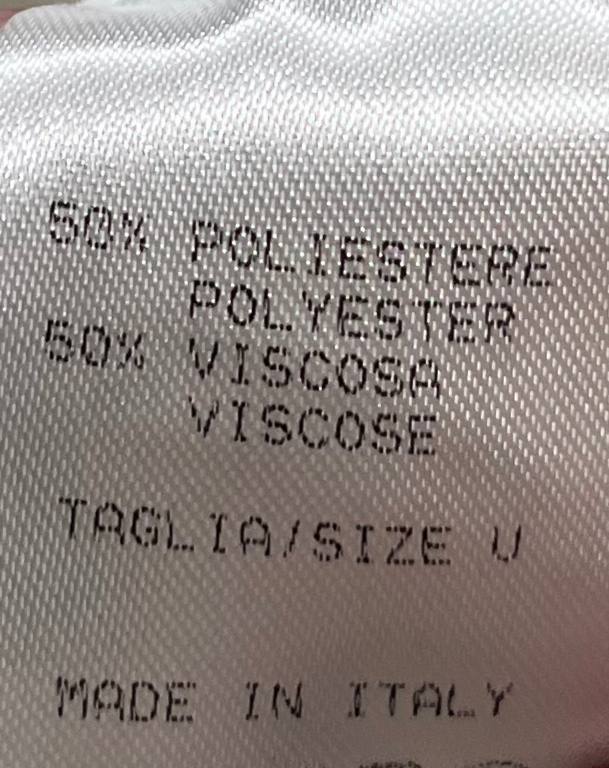 50% POLIESTERE
POLYESTER
50% VISCOSA
VISCOSE
TAGLIA/SIZE U
MADE IN ITALY